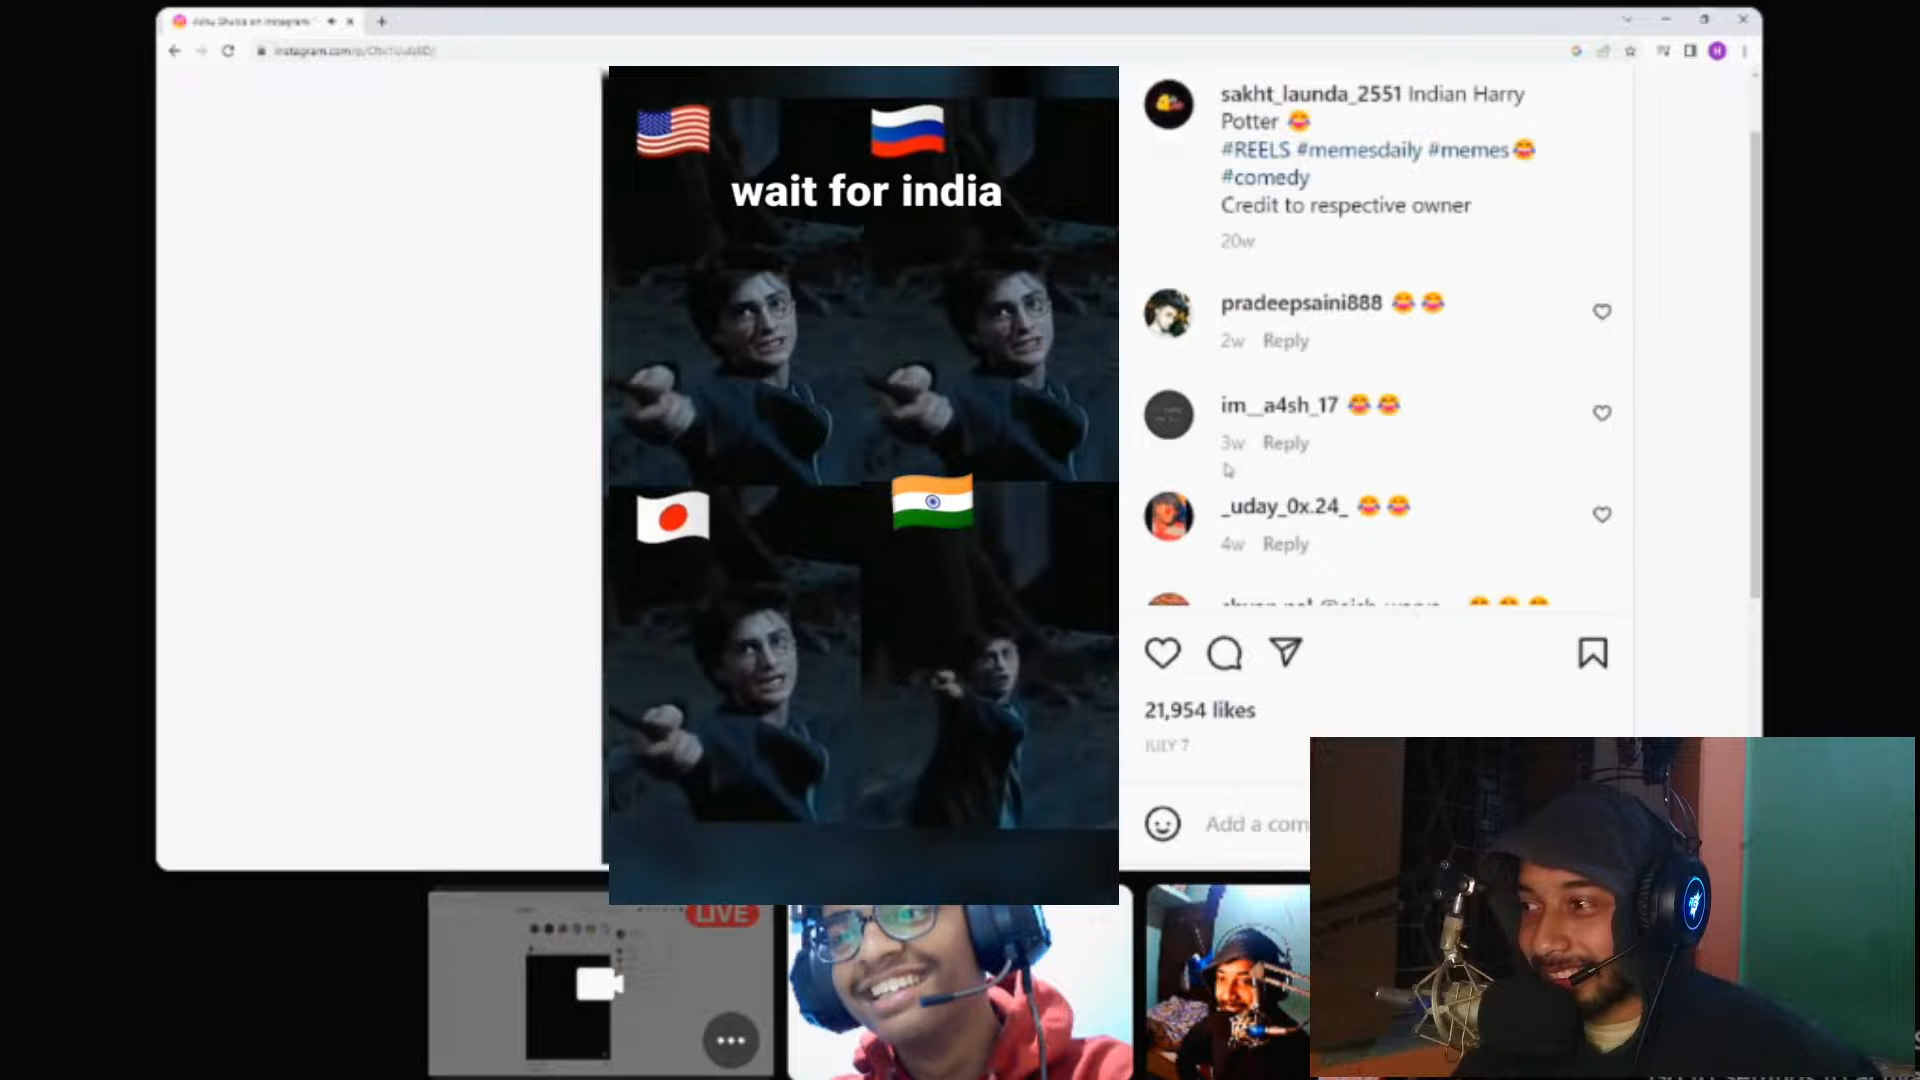 on Instagram
wait for india
sakht_launda_2551 Indian Harry
Potter 😂
#REELS #memesdaily #memes😂
#comedy
Credit to respective owner
20w
pradeepsaini888 😂 😂
2w Reply
im__a4sh_17 😂 😂
3w Reply
_uday_0x.24_ 😂 😂
4w Reply
21,954 likes
JULY 7
Add a com
LIVE